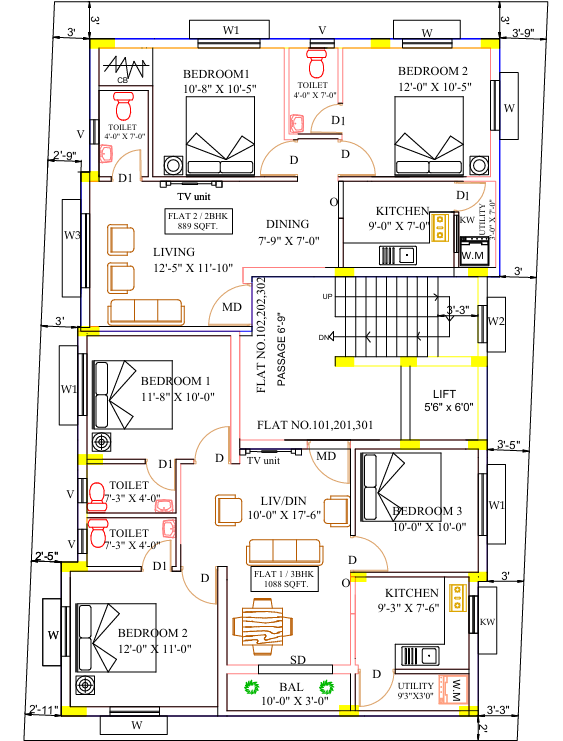 3'
3'
3'
W1
V
W
3'-9"
BEDROOM1
10'-8" X 10'-5"
TOILET
4'-0" X 7'-0"
BEDROOM 2
12'-0" X 10'-5"
CB
W
TOILET
4'-0" X 7'-0"
V
D1
D
D
2'-9"
D1
TV unit
D1
FLAT 2 / 2BHK
889 SQFT.
O
KITCHEN
9'-0" X 7'-0"
KW
UTILITY
3'-0" X 7'-0"
DINING
7'-9" X 7'-0"
W3
LIVING
12'-5" X 11'-10"
W.M
3'
MD
FLAT NO.102,202,302
PASSAGE 6'-9"
UP
3'-3"
DN
W2
3'
BEDROOM 1
11'-8" X 10'-0"
W1
LIFT
5'6" x 6'0"
FLAT NO.101,201,301
D
D1
TV unit
MD
3'-5"
V
TOILET
7'-3" X 4'-0"
LIV/DIN
10'-0" X 17'-6"
BEDROOM 3
10'-0" X 10'-0"
W1
V
TOILET
7'-3" X 4'-0"
2'-5"
D1
D
D
FLAT 1 / 3BHK
1088 SQFT.
O
3'
KITCHEN
9'-3" X 7'-6"
KW
W
BEDROOM 2
12'-0" X 11'-0"
SD
D
BAL
10'-0" X 3'-0"
UTILITY
9'3"X3'0"
W.M
2'-11"
3'-3"
W
2'